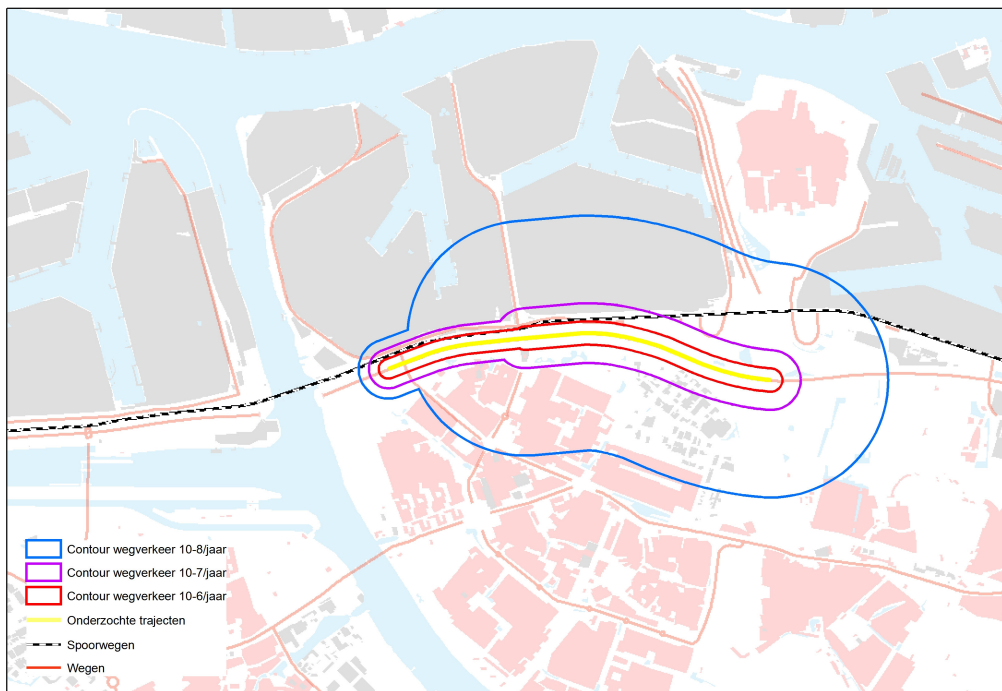 Contour wegverkeer 10-8/jaar
Contour wegverkeer 10-7/jaar
Contour wegverkeer 10-6/jaar
Onderzochte trajecten
Spoorwegen
Wegen